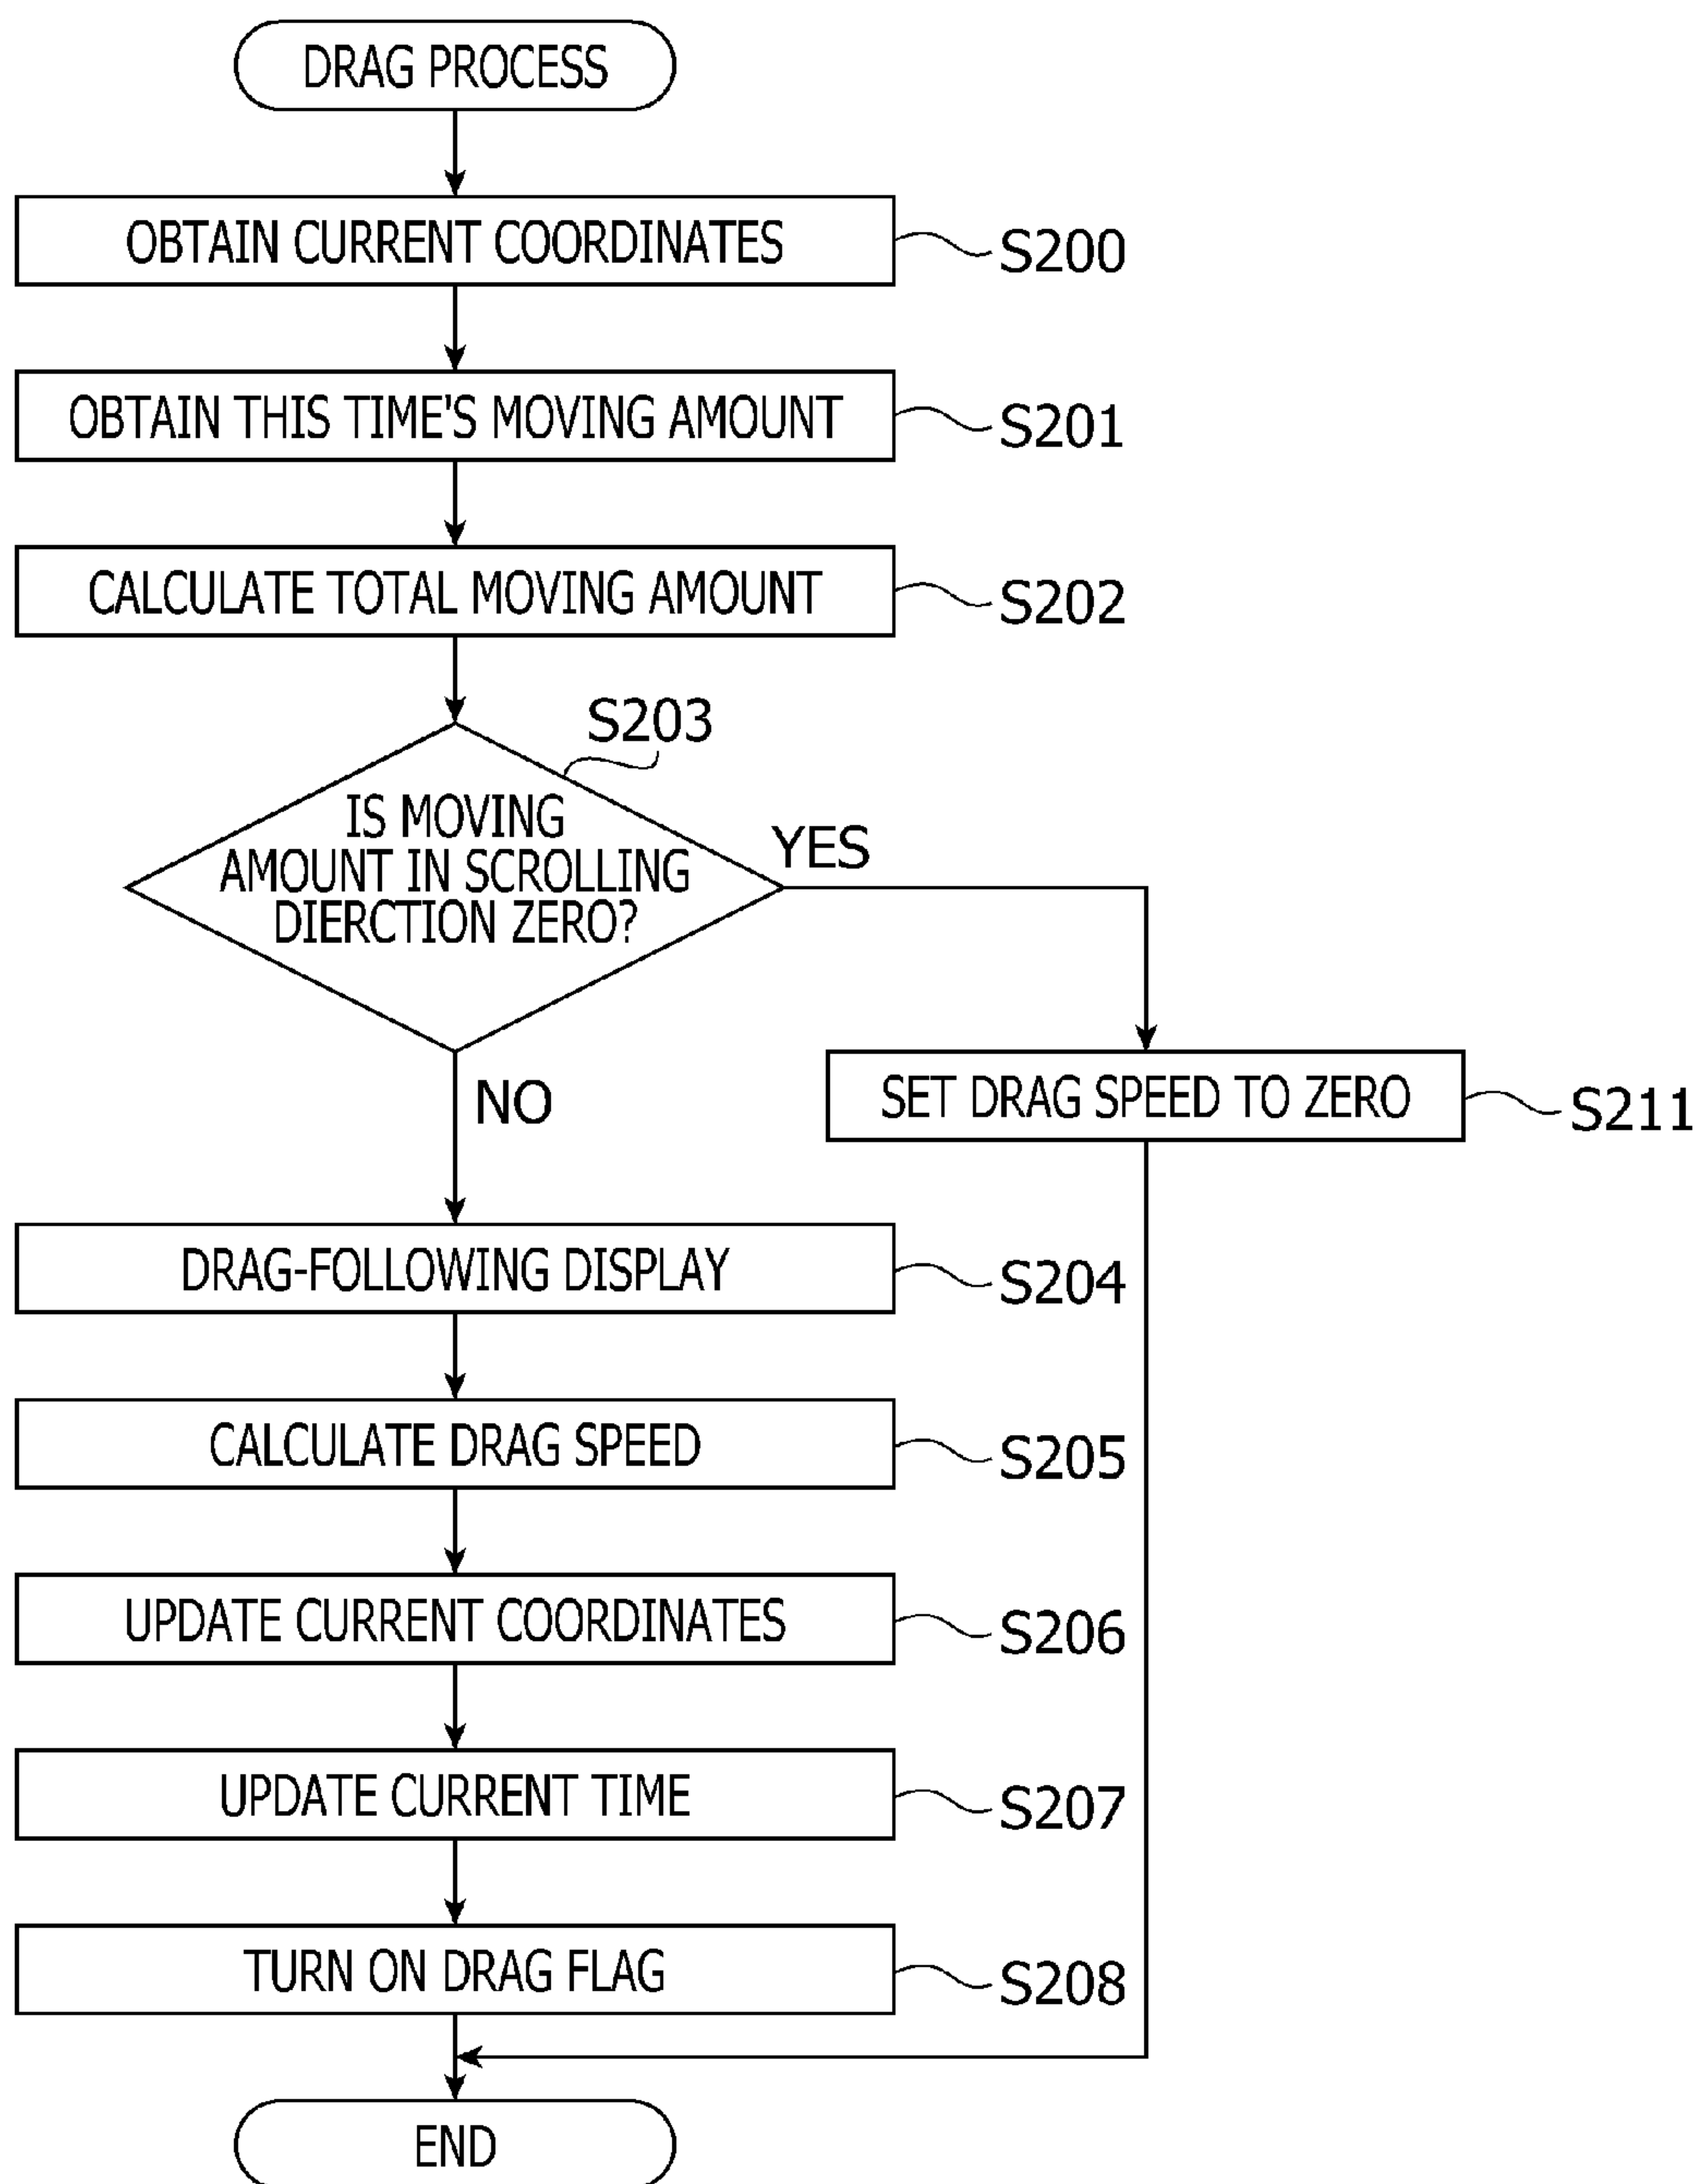 DRAG PROCESS
OBTAIN CURRENT COORDINATES
S200
OBTAIN THIS TIME'S MOVING AMOUNT
S201
CALCULATE TOTAL MOVING AMOUNT
S202
S203
IS MOVING
AMOUNT IN SCROLLING
DIERCTION ZERO?
YES
NO
SET DRAG SPEED TO ZERO
S211
DRAG-FOLLOWING DISPLAY
S204
CALCULATE DRAG SPEED
S205
UPDATE CURRENT COORDINATES
S206
UPDATE CURRENT TIME
S207
TURN ON DRAG FLAG
S208
END